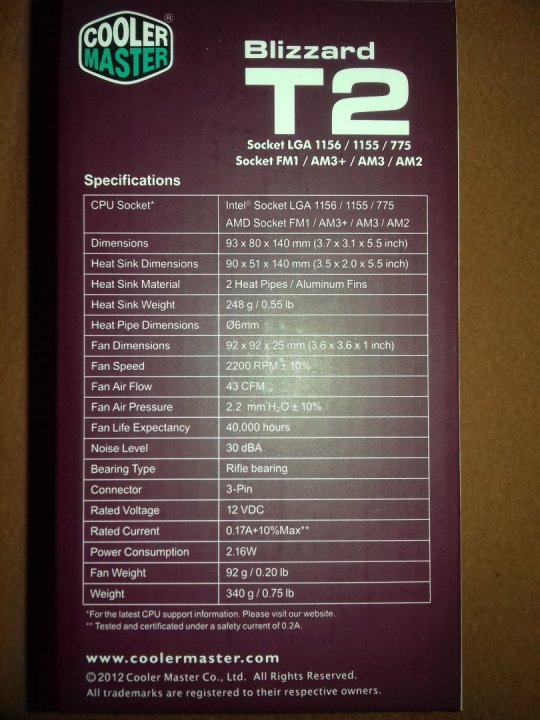 COOLER
MASTER®
Blizzard
T2
Socket LGA 1156 / 1155 / 775
Socket FM1 / AM3+ / AM3 / AM2
Specifications
CPU Socket* Intel® Socket LGA 1156 / 1155 / 775
AMD Socket FM1 / AM3+ / AM3 / AM2
Dimensions 93 x 80 x 140 mm (3.7 x 3.1 x 5.5 inch)
Heat Sink Dimensions 90 x 51 x 140 mm (3.5 x 2.0 x 5.5 inch)
Heat Sink Material 2 Heat Pipes / Aluminum Fins
Heat Sink Weight 248 g / 0.55 lb
Heat Pipe Dimensions Ø6mm
Fan Dimensions 92 x 92 x 25 mm (3.6 x 3.6 x 1 inch)
Fan Speed 2200 RPM ± 10%
Fan Air Flow 43 CFM
Fan Air Pressure 2.2 mm H₂O ± 10%
Fan Life Expectancy 40,000 hours
Noise Level 30 dBA
Bearing Type Rifle bearing
Connector 3-Pin
Rated Voltage 12 VDC
Rated Current 0.17A+10%Max**
Power Consumption 2.16W
Fan Weight 92 g / 0.20 lb
Weight 340 g / 0.75 lb
*For the latest CPU support information. Please visit our website.
** Tested and certificated under a safety current of 0.2A.
www.coolermaster.com
©2012 Cooler Master Co., Ltd. All Rights Reserved.
All trademarks are registered to their respective owners.